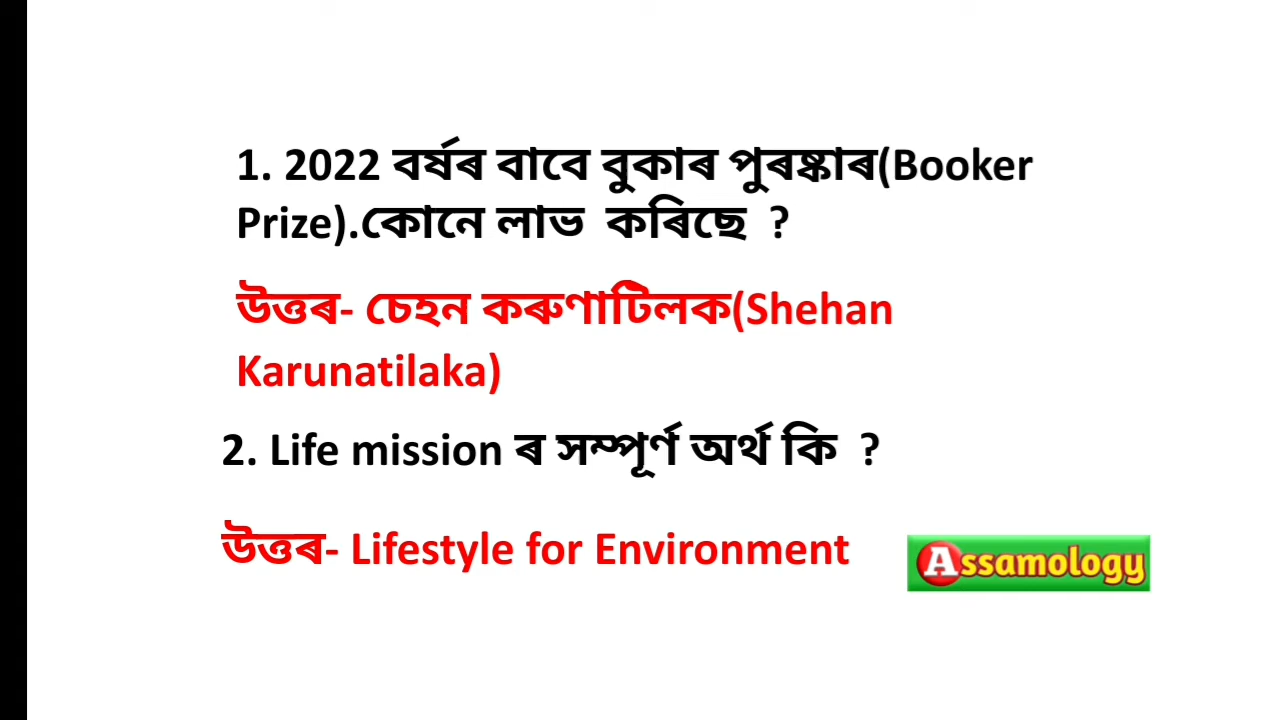 1. 2022 বৰ্ষৰ বাবে বুকাৰ পুৰষ্কাৰ(Booker
Prize).কোনে লাভ কৰিছে ?
উত্তৰ- চেহন কৰুণাটিলক(Shehan
Karunatilaka)
2. Life mission ৰ সম্পূৰ্ণ অৰ্থ কি ?
উত্তৰ- Lifestyle for Environment
Assamology